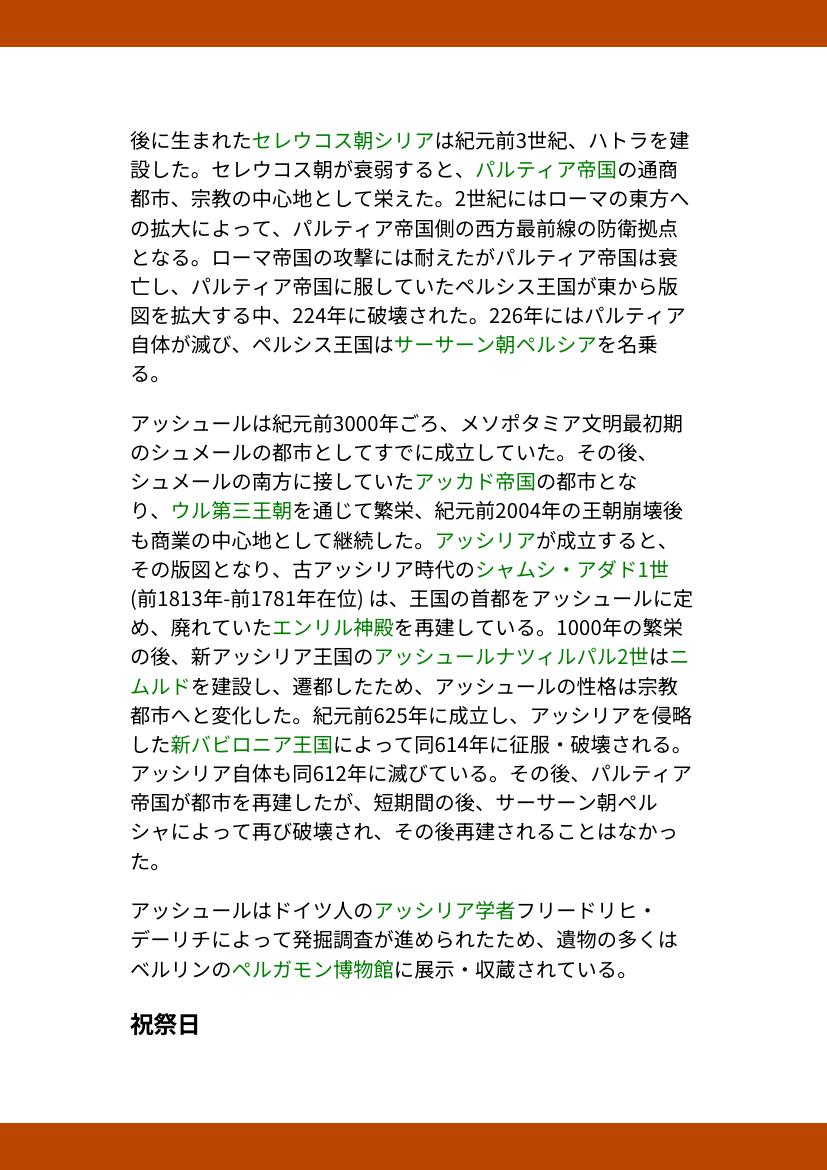 後に生まれたセレウコス朝シリアは紀元前3世紀、ハトラを建
設した。セレウコス朝が衰弱すると、パルティア帝国の通商
都市、宗教の中心地として栄えた。2世紀にはローマの東方へ
の拡大によって、パルティア帝国側の西方最前線の防衛拠点
となる。ローマ帝国の攻撃には耐えたがパルティア帝国は衰
亡し、パルティア帝国に服していたペルシス王国が東から版
図を拡大する中、224年に破壊された。226年にはパルティア
自体が滅び、ペルシス王国はサーサーン朝ペルシアを名乗
る。
アッシュールは紀元前3000年ごろ、メソポタミア文明最初期
のシュメールの都市としてすでに成立していた。その後、
シュメールの南方に接していたアッカド帝国の都市とな
り、ウル第三王朝を通じて繁栄、紀元前2004年の王朝崩壊後
も商業の中心地として継続した。アッシリアが成立すると、
その版図となり、古アッシリア時代のシャムシ・アダド1世
(前1813年-前1781年在位) は、王国の首都をアッシュールに定
め、廃れていたエンリル神殿を再建している。1000年の繁栄
の後、新アッシリア王国のアッシュールナツィルパル2世はニ
ムルドを建設し、遷都したため、アッシュールの性格は宗教
都市へと変化した。紀元前625年に成立し、アッシリアを侵略
した新バビロニア王国によって同614年に征服・破壊される。
アッシリア自体も同612年に滅びている。その後、パルティア
帝国が都市を再建したが、短期間の後、サーサーン朝ペル
シャによって再び破壊され、その後再建されることはなかっ
た。
アッシュールはドイツ人のアッシリア学者フリードリヒ・
デーリチによって発掘調査が進められたため、遺物の多くは
ベルリンのペルガモン博物館に展示・収蔵されている。
祝祭日